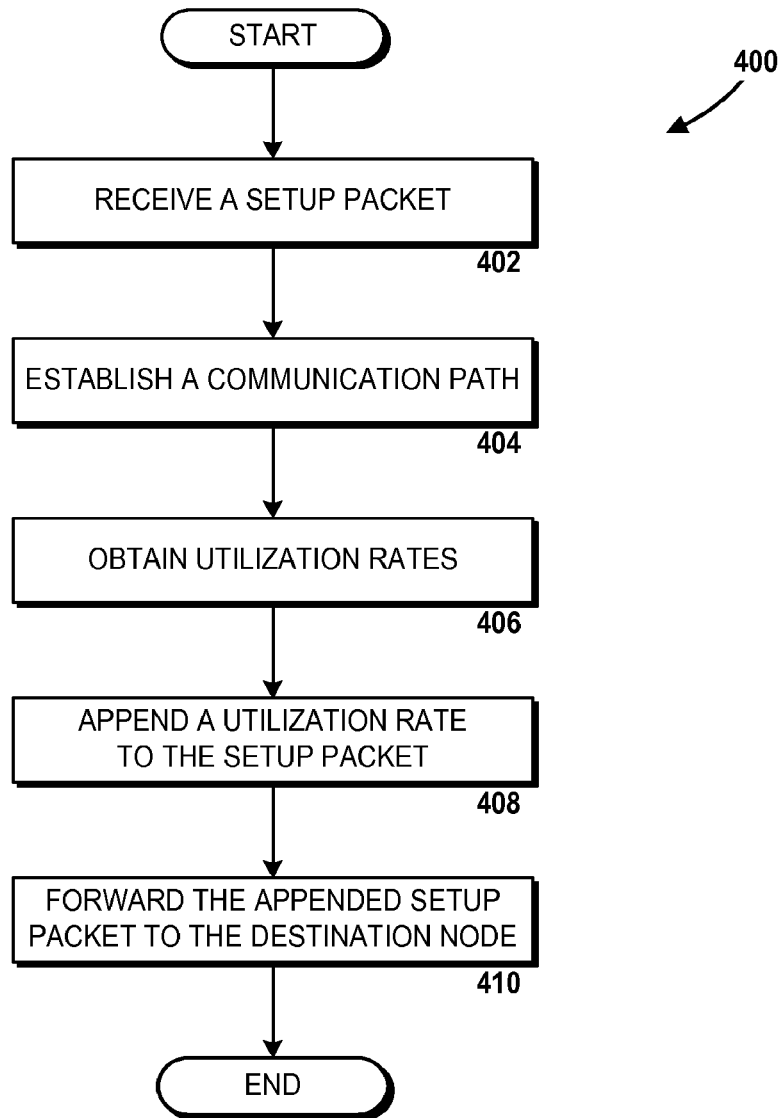 START
400
RECEIVE A SETUP PACKET
402
ESTABLISH A COMMUNICATION PATH
404
OBTAIN UTILIZATION RATES
406
APPEND A UTILIZATION RATE
TO THE SETUP PACKET
408
FORWARD THE APPENDED SETUP
PACKET TO THE DESTINATION NODE
410
END